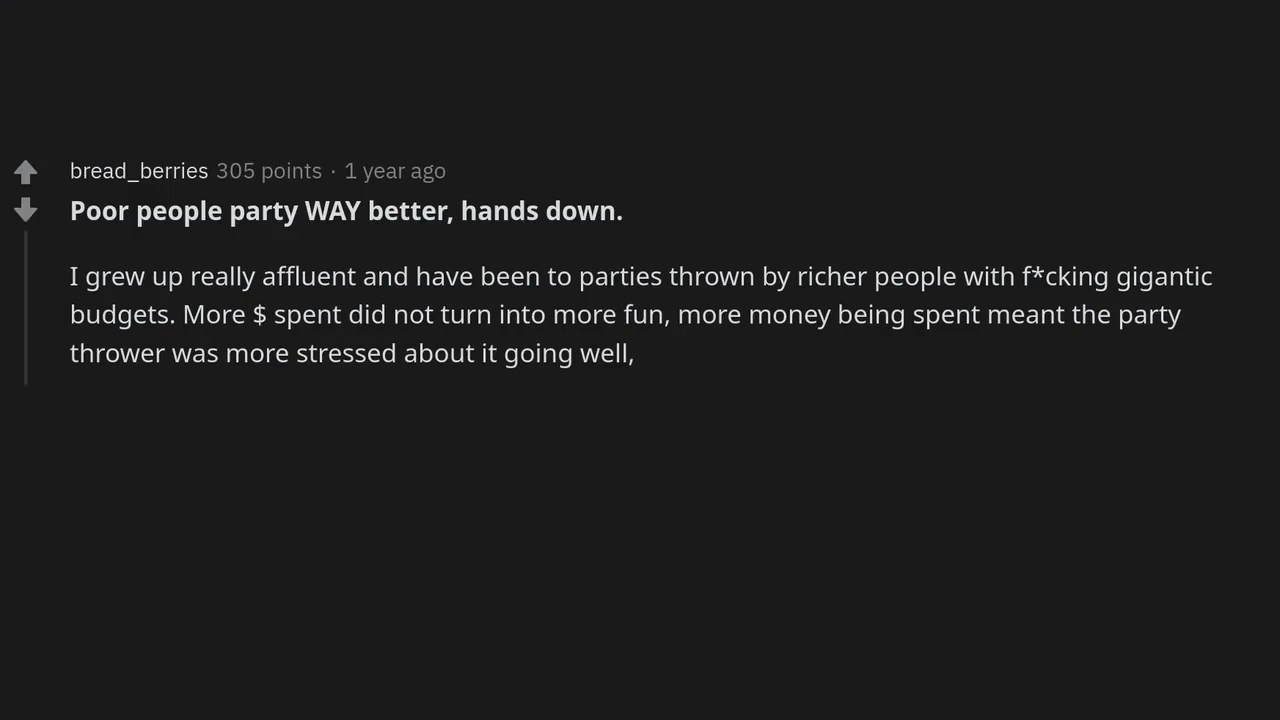 bread_berries 305 points · 1 year ago
Poor people party WAY better, hands down.
I grew up really affluent and have been to parties thrown by richer people with f*cking gigantic
budgets. More $ spent did not turn into more fun, more money being spent meant the party
thrower was more stressed about it going well,